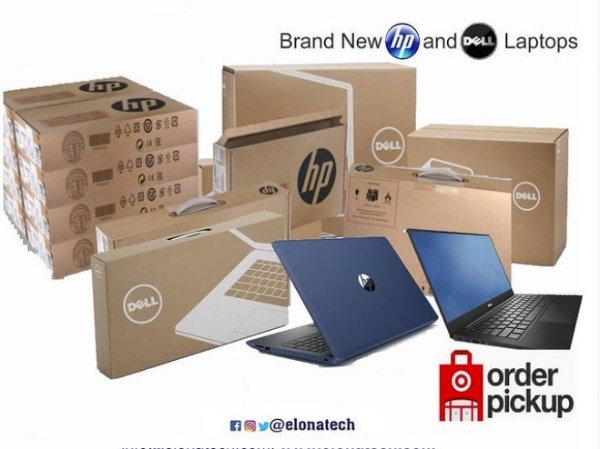 Brand New hp and DELL Laptops
hp
hp
DELL
hp
DELL
DELL
hp
order
pickup
@elonatech